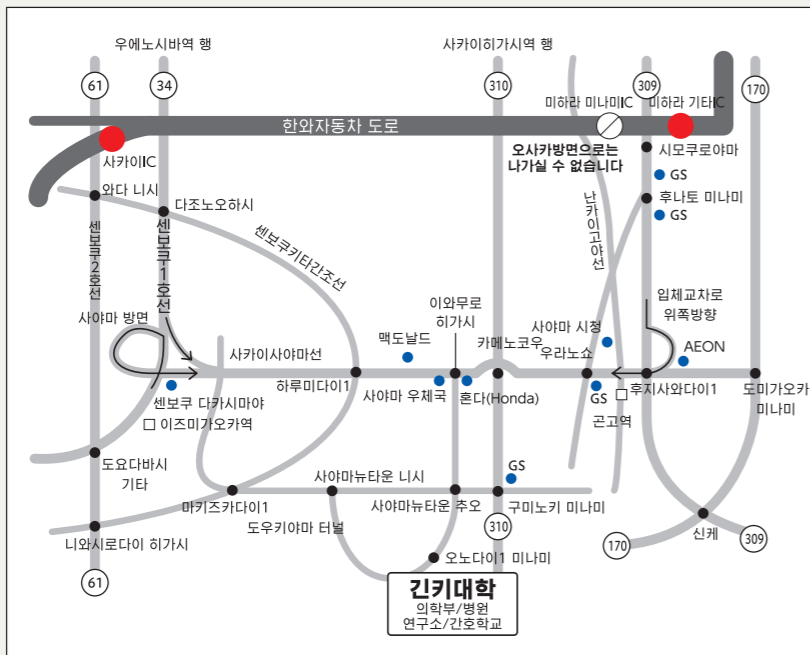 우에노시바역 행
사카이히가시역 행
61
34
310
309
170
미하라 미나미IC
미하라 기타IC
한와자동차 도로
사카이IC
오사카방면으로는
나가실 수 없습니다
시모쿠로야마
GS
와다 니시
다조노오하시
후나토 미나미
GS
센보쿠2호선
센보쿠1호선
센보쿠키타간조선
난카이고야선
사야마 방면
이와무로
히가시
입체교차로
위쪽방향
맥도날드
카메노코우
사야마 시청
우라노쇼
AEON
사카이사야마선
하루미다이1
사야마 우체국
혼다(Honda)
GS
후지사와다이1
도미가오카
미나미
센보쿠 다카시마야
이즈미가오카역
곤고역
도요다바시
기타
사야마뉴타운 니시
GS
마키즈카다이1
도우키야마 터널
사야마뉴타운 추오
구미노키 미나미
니와시로다이 히가시
310
신케
170
309
오노다이1 미나미
61
긴키대학
의학부/병원
연구소/간호학교